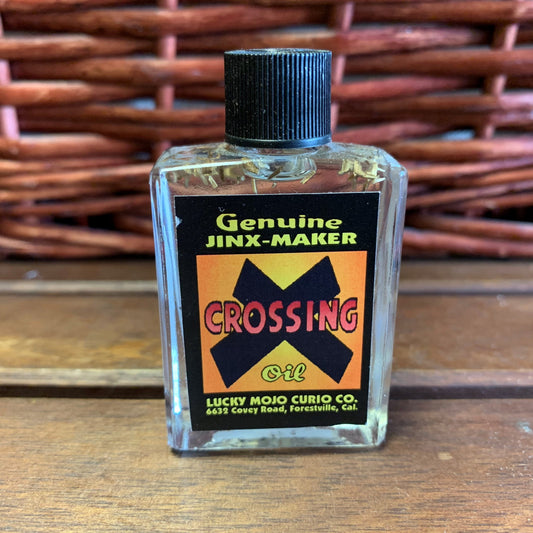 Genuine
JINX-MAKER
CROSSING
Oil
LUCKY MOJO CURIO CO.
6632 Covey Road, Forestville, Cal.